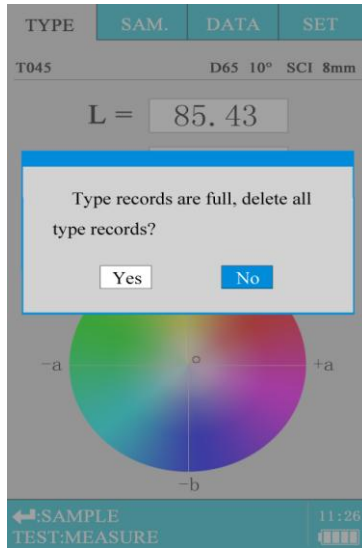 TYPE SAM. DATA SET
T045 D65 10° SCI 8mm
L = 85.43
Type records are full, delete all
type records?
Yes No
-a +a
-b
:SAMPLE 11:26
TEST:MEASURE